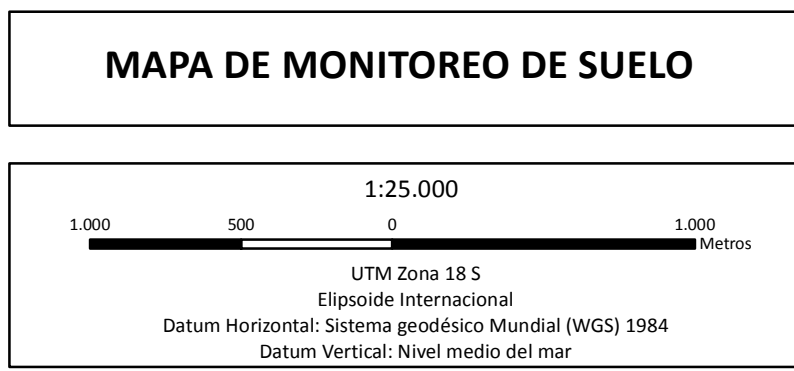 MAPA DE MONITOREO DE SUELO
1:25.000
1.000 500 0 1.000
Metros
UTM Zona 18 S
Elipsoide Internacional
Datum Horizontal: Sistema geodésico Mundial (WGS) 1984
Datum Vertical: Nivel medio del mar